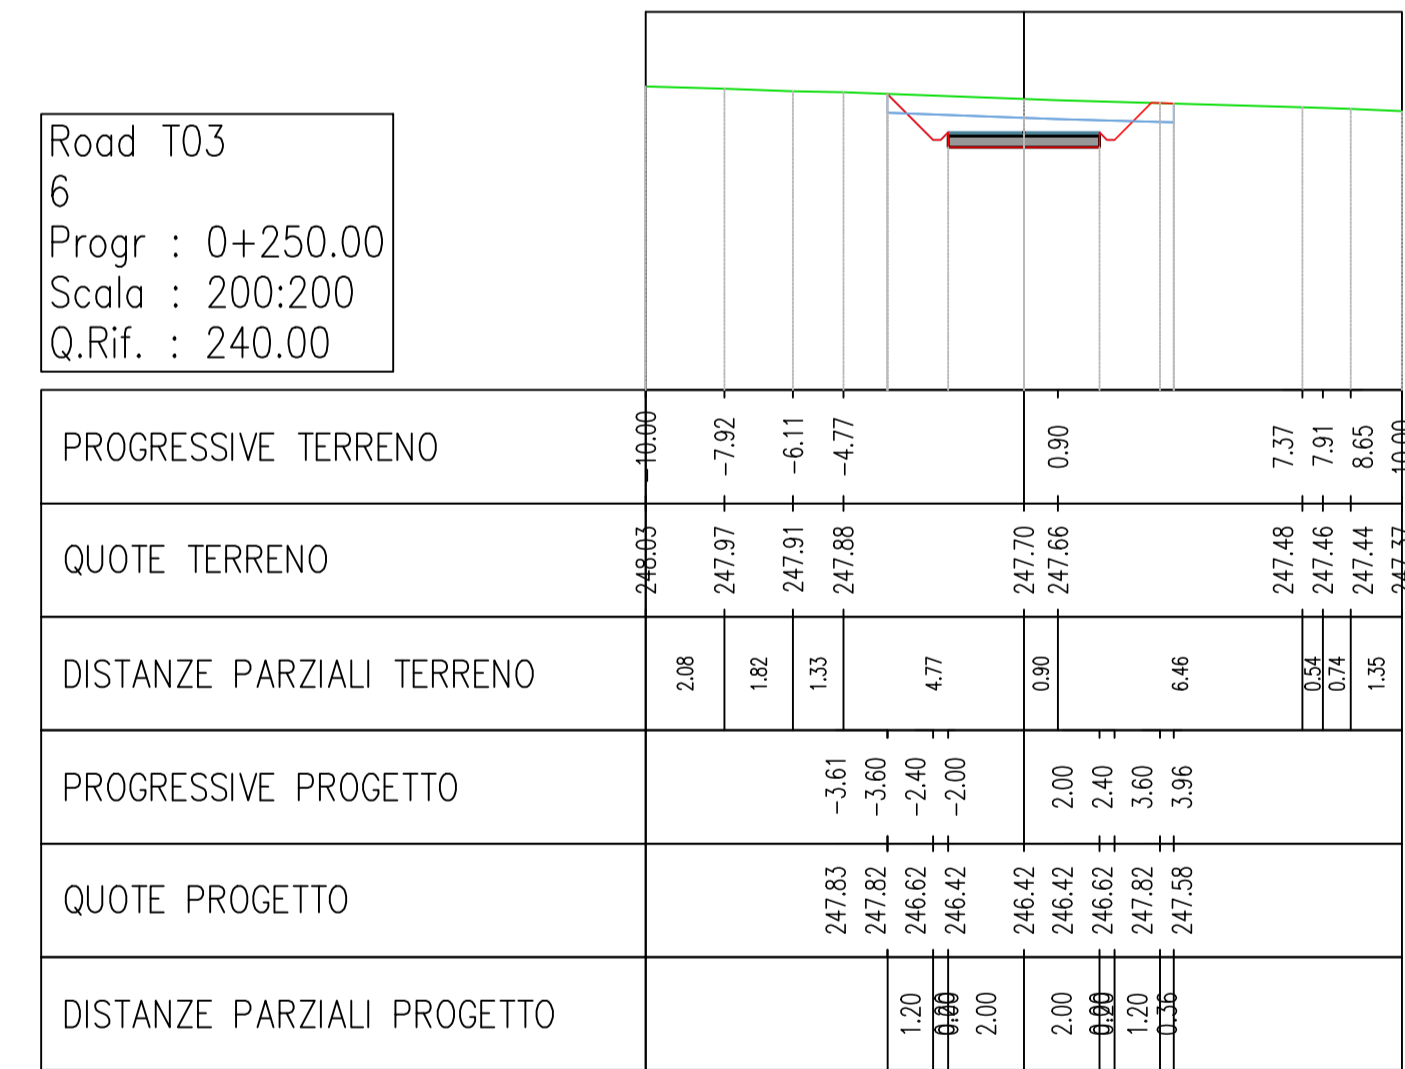 Road T03
6
Progr : 0+250.00
Scala : 200:200
Q.Rif. : 240.00
PROGRESSIVE TERRENO
-10.00 -7.92 -6.11 -4.77 0.90 7.37 7.91 8.65 10.00
QUOTE TERRENO
248.03 247.97 247.91 247.88 247.70 247.66 247.48 247.46 247.44 247.37
DISTANZE PARZIALI TERRENO
2.08 1.82 1.33 4.77 0.90 6.46 0.54 0.74 1.35
PROGRESSIVE PROGETTO
-3.61 -3.60 -2.40 -2.00 2.00 2.40 3.60 3.96
QUOTE PROGETTO
247.83 247.82 246.62 246.42 246.42 246.42 246.62 247.82 247.58
DISTANZE PARZIALI PROGETTO
1.20 2.00 2.00 1.20 0.36